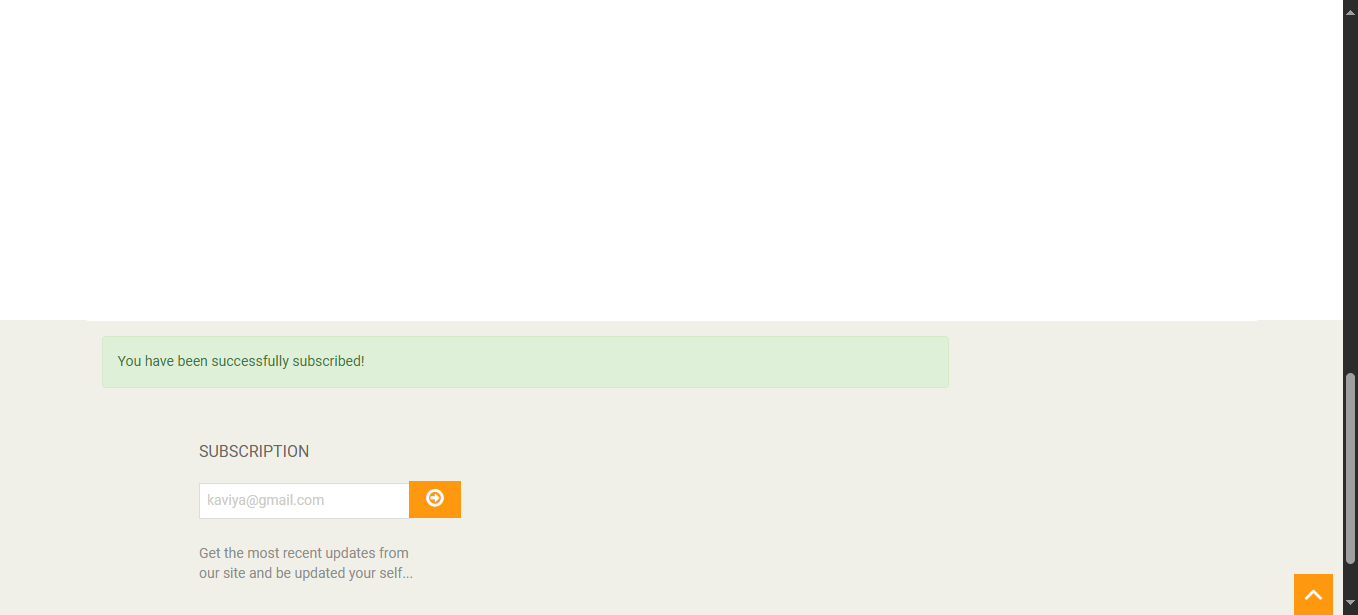 You have been successfully subscribed!
SUBSCRIPTION
kaviya@gmail.com
Get the most recent updates from
our site and be updated your self...